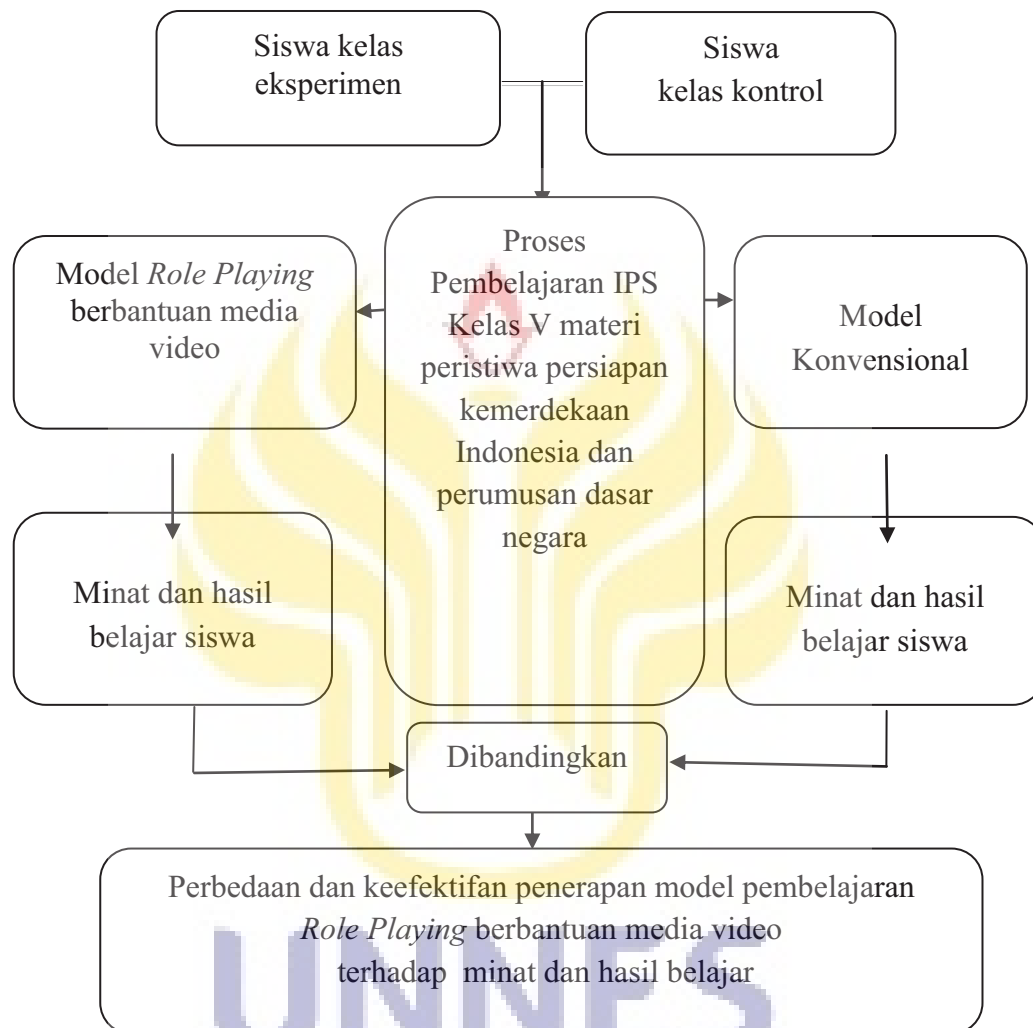 Siswa kelas
eksperimen
Siswa
kelas kontrol
Proses
Pembelajaran IPS
Kelas V materi
peristiwa persiapan
kemerdekaan
Indonesia dan
perumusan dasar
negara
Model Role Playing
berbantuan media
video
Model
Konvensional
Minat dan hasil
belajar siswa
Minat dan hasil
belajar siswa
Dibandingkan
Perbedaan dan keefektifan penerapan model pembelajaran
Role Playing berbantuan media video
terhadap minat dan hasil belajar
UNNES